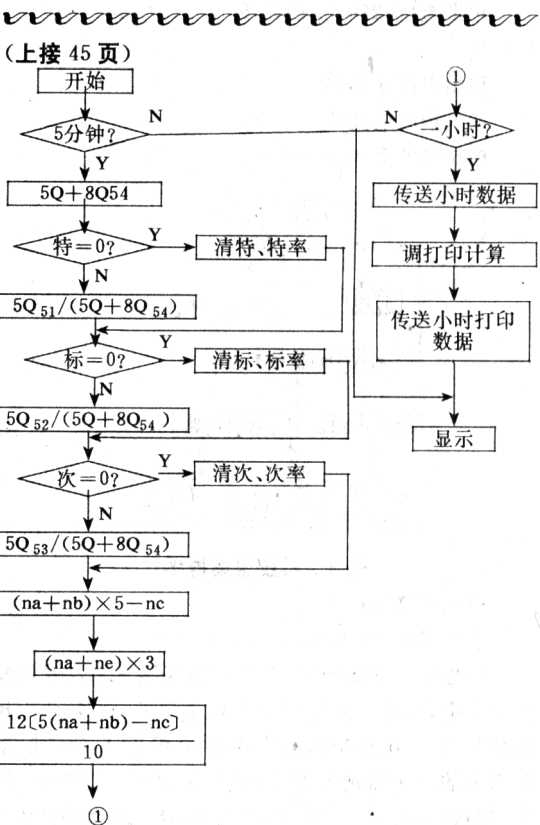 （上接 45 页）
开始
5分钟？
N
Y
5Q＋8Q54
特＝0？
Y
清特、特率
N
5Q₅₁/(5Q＋8Q₅₄)
标＝0？
Y
清标、标率
N
5Q₅₂/(5Q＋8Q₅₄)
次＝0？
Y
清次、次率
N
5Q₅₃/(5Q＋8Q₅₄)
(na＋nb)×5－nc
(na＋ne)×3
12〔5(na＋nb)－nc〕
10
①
①
N
一小时？
Y
传送小时数据
调打印计算
传送小时打印
数据
显示